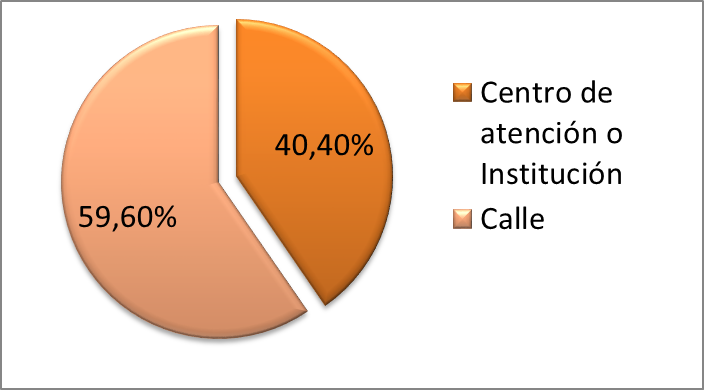 40,40%
59,60%
Centro de
atención o
Institución
Calle